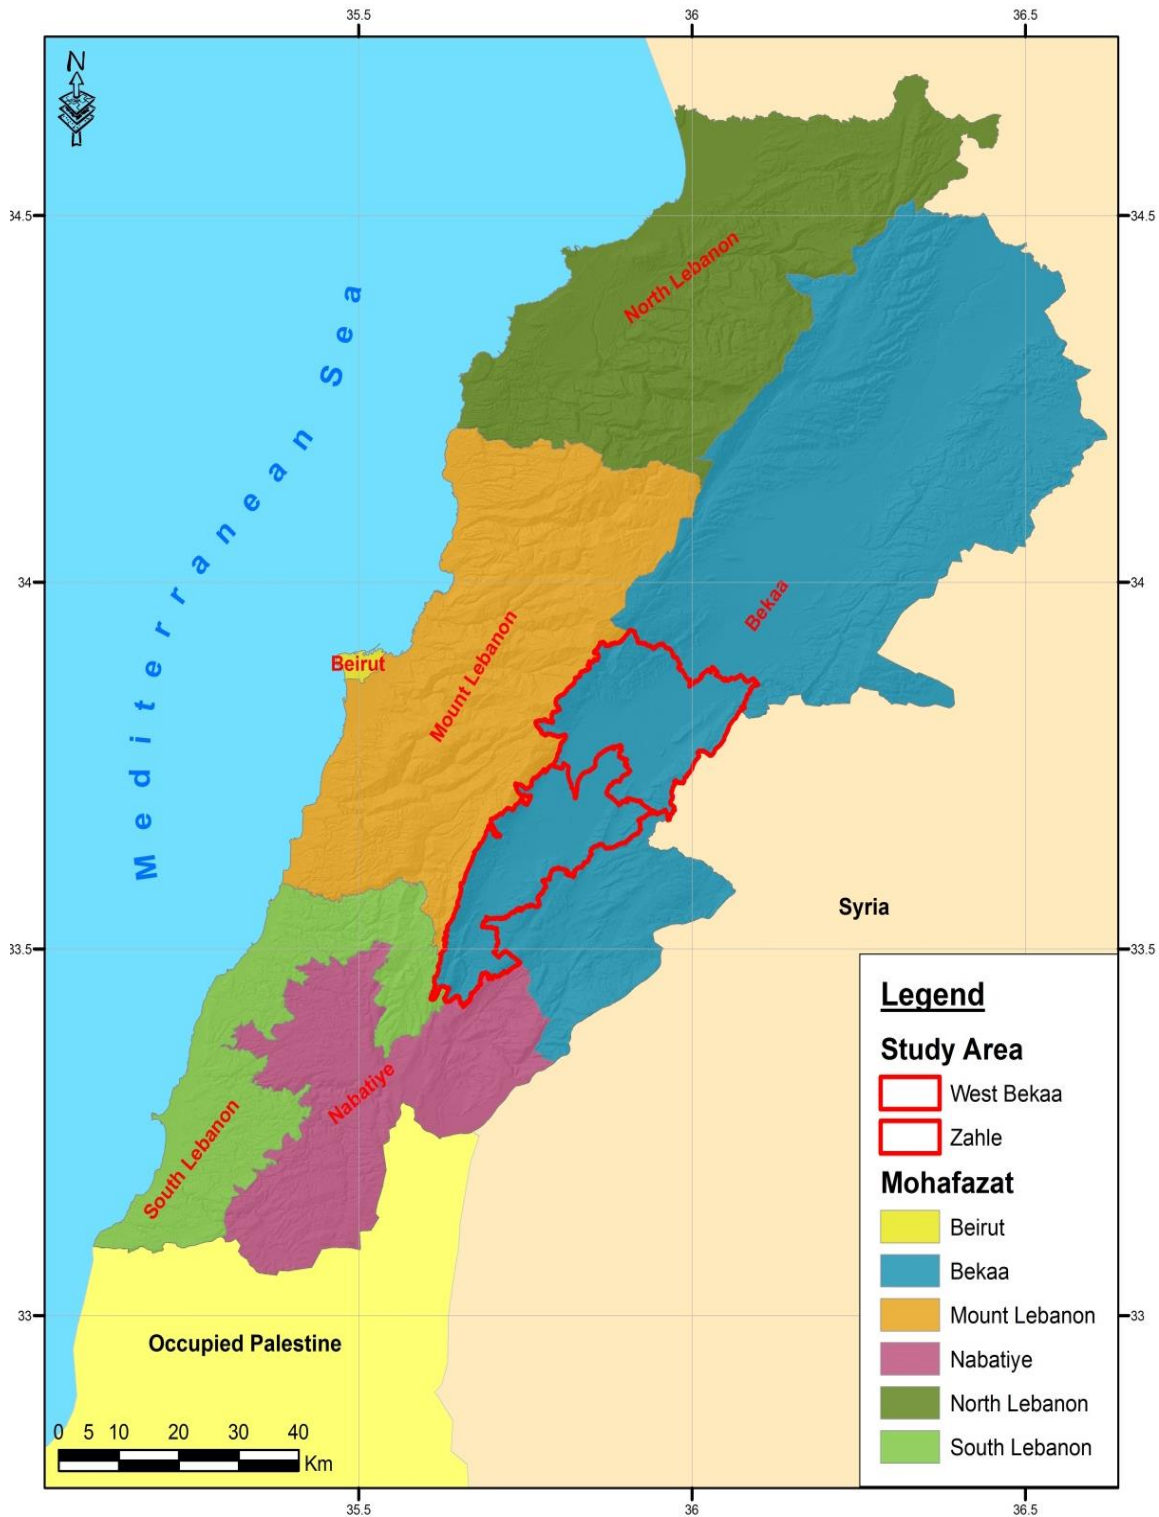 35.5
36
36.5
N
34.5
34.5
North Lebanon
Mediterranean Sea
34
34
Bekaa
Beirut
Mount Lebanon
Syria
33.5
33.5
Nabatiye
South Lebanon
Legend
Study Area
West Bekaa
Zahle
Mohafazat
Beirut
Bekaa
Mount Lebanon
Nabatiye
North Lebanon
South Lebanon
33
33
Occupied Palestine
0 5 10 20 30 40
Km
35.5
36
36.5